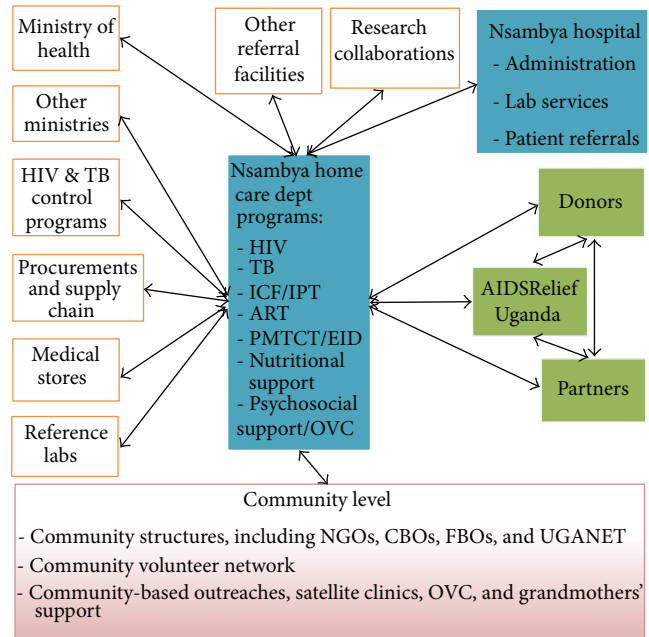 Ministry of
health
Other
referral
facilities
Research
collaborations
Nsambya hospital
- Administration
- Lab services
- Patient referrals
Other
ministries
HIV & TB
control
programs
Procurements
and supply
chain
Medical
stores
Reference
labs
Nsambya home
care dept
programs:
- HIV
- TB
- ICF/IPT
- ART
- PMTCT/EID
- Nutritional
support
- Psychosocial
support/OVC
Donors
AIDSRelief
Uganda
Partners
Community level
- Community structures, including NGOs, CBOs, FBOs, and UGANET
- Community volunteer network
- Community-based outreaches, satellite clinics, OVC, and grandmothers'
support